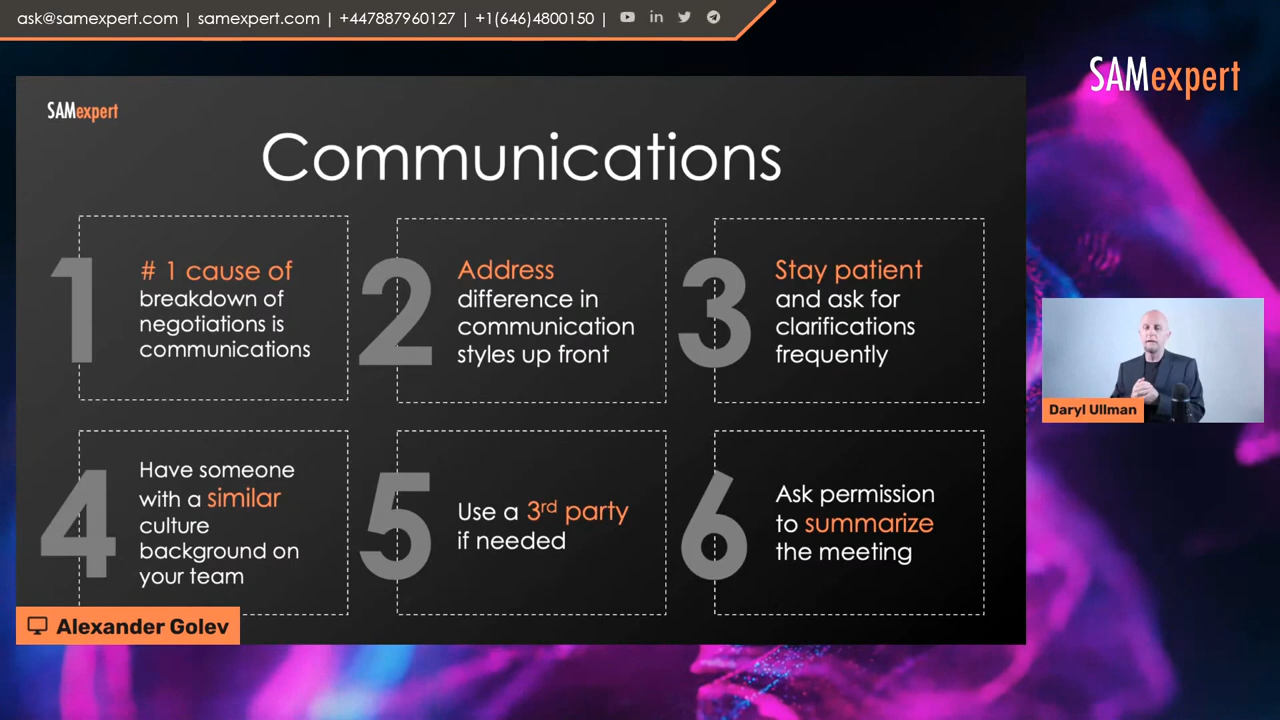 ask@samexpert.com | samexpert.com | +447887960127 | +1(646)4800150 |
SAMexpert
SAMexpert
Communications
1
# 1 cause of
breakdown of
negotiations is
communications
2
Address
difference in
communication
styles up front
3
Stay patient
and ask for
clarifications
frequently
4
Have someone
with a similar
culture
background on
your team
5
Use a 3rd party
if needed
6
Ask permission
to summarize
the meeting
Daryl Ullman
Alexander Golev